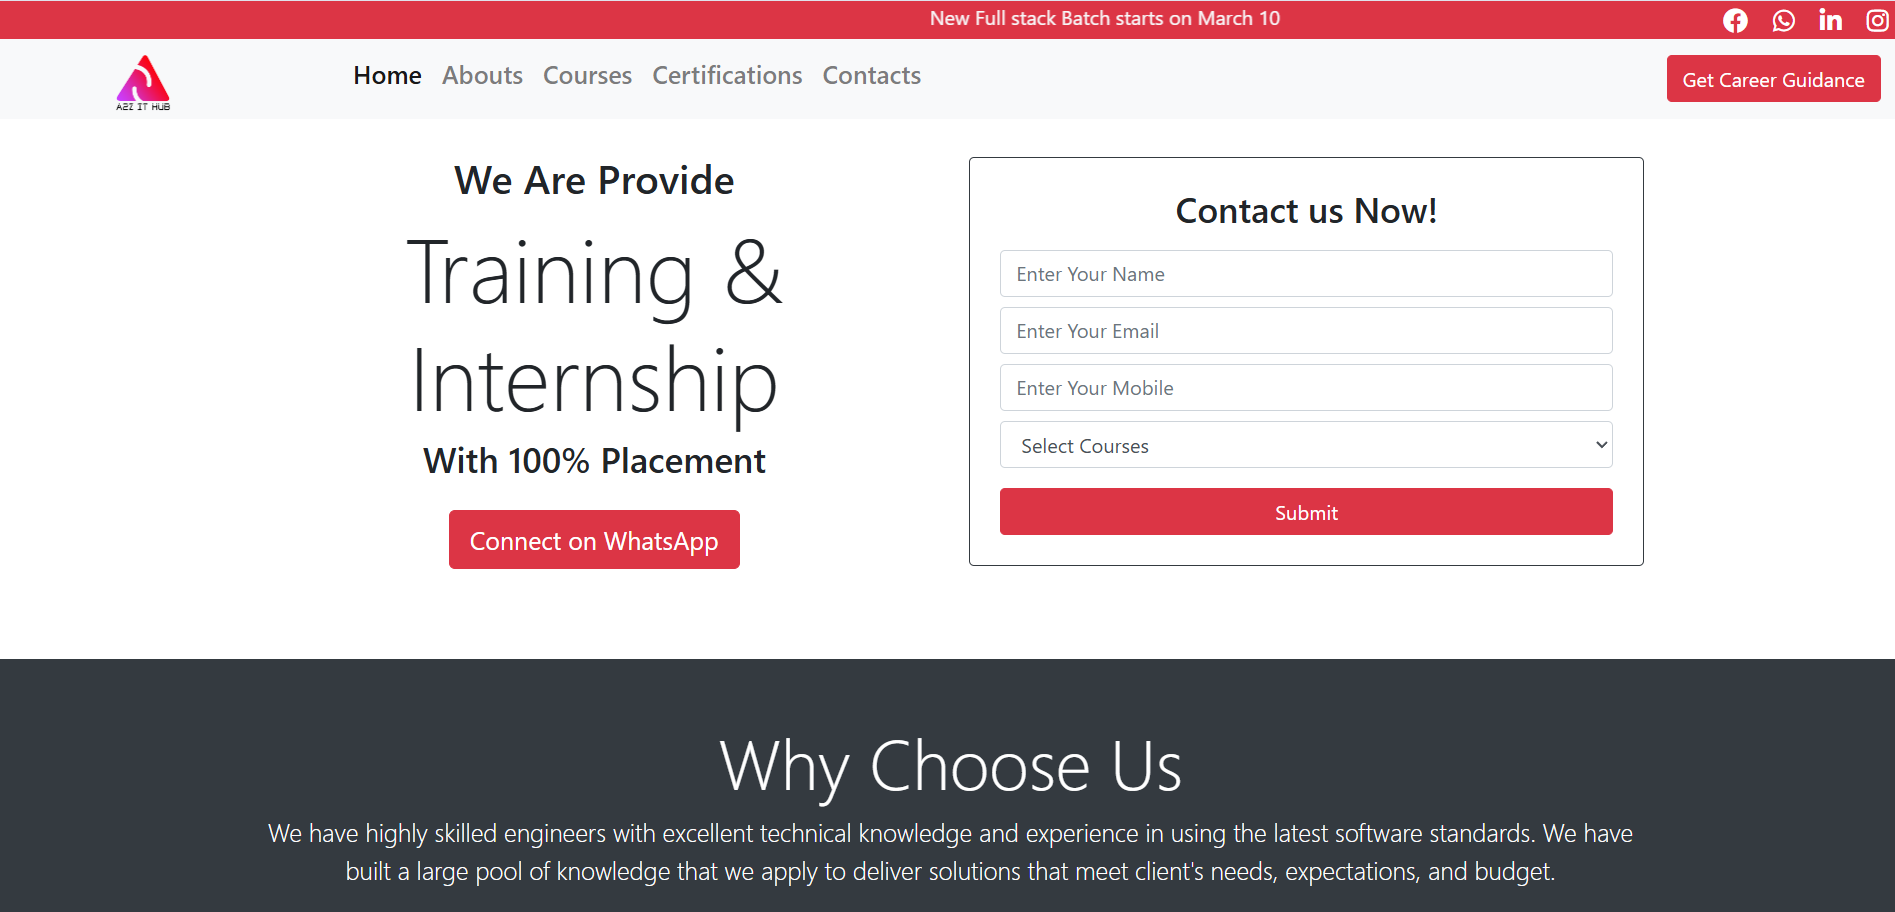 New Full stack Batch starts on March 10
A2Z IT HUB
Home Abouts Courses Certifications Contacts
Get Career Guidance
We Are Provide
Training &
Internship
With 100% Placement
Connect on WhatsApp
Contact us Now!
Enter Your Name
Enter Your Email
Enter Your Mobile
Select Courses
Submit
Why Choose Us
We have highly skilled engineers with excellent technical knowledge and experience in using the latest software standards. We have
built a large pool of knowledge that we apply to deliver solutions that meet client's needs, expectations, and budget.